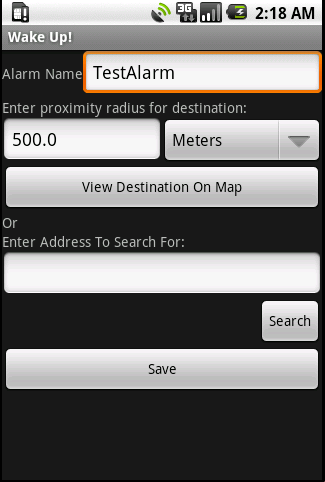 3G 2:18 AM
Wake Up!
Alarm Name TestAlarm
Enter proximity radius for destination:
500.0 Meters
View Destination On Map
Or
Enter Address To Search For:
Search
Save